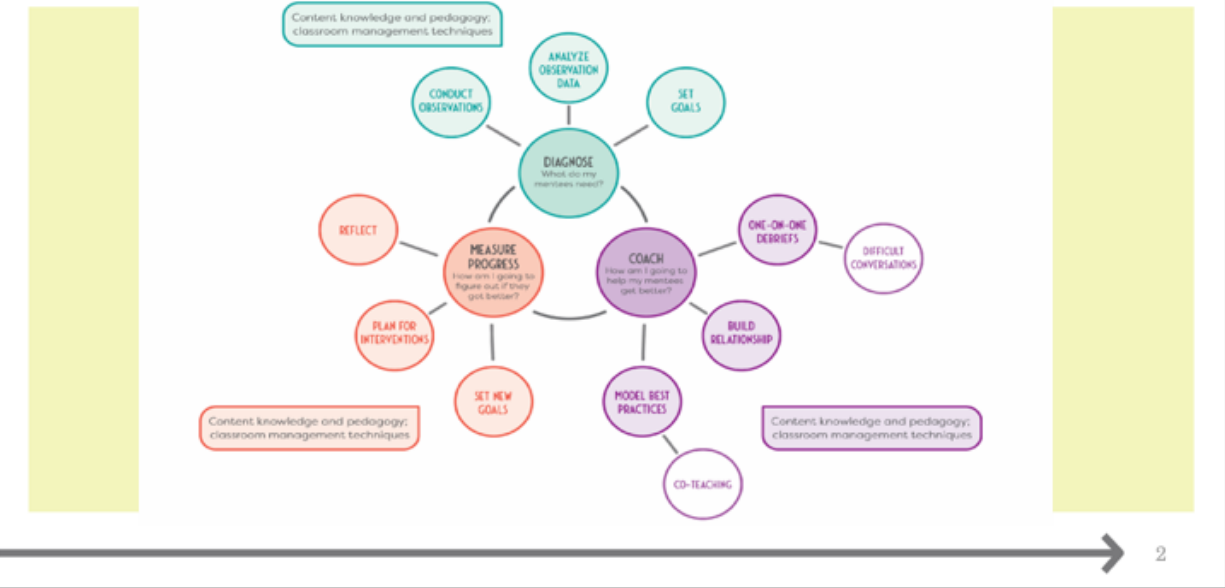 Content knowledge and pedagogy;
classroom management techniques
ANALYZE
OBSERVATION
DATA
CONDUCT
OBSERVATIONS
SET
GOALS
DIAGNOSE
What do my
mentees need?
REFLECT
ONE-ON-ONE
DEBRIEFS
DIFFICULT
CONVERSATIONS
MEASURE
PROGRESS
How am I going to
figure out if they
got better?
COACH
How am I going to
help my mentees
get better?
PLAN FOR
INTERVENTIONS
BUILD
RELATIONSHIP
SET NEW
GOALS
MODEL BEST
PRACTICES
Content knowledge and pedagogy;
classroom management techniques
Content knowledge and pedagogy;
classroom management techniques
CO-TEACHING
2